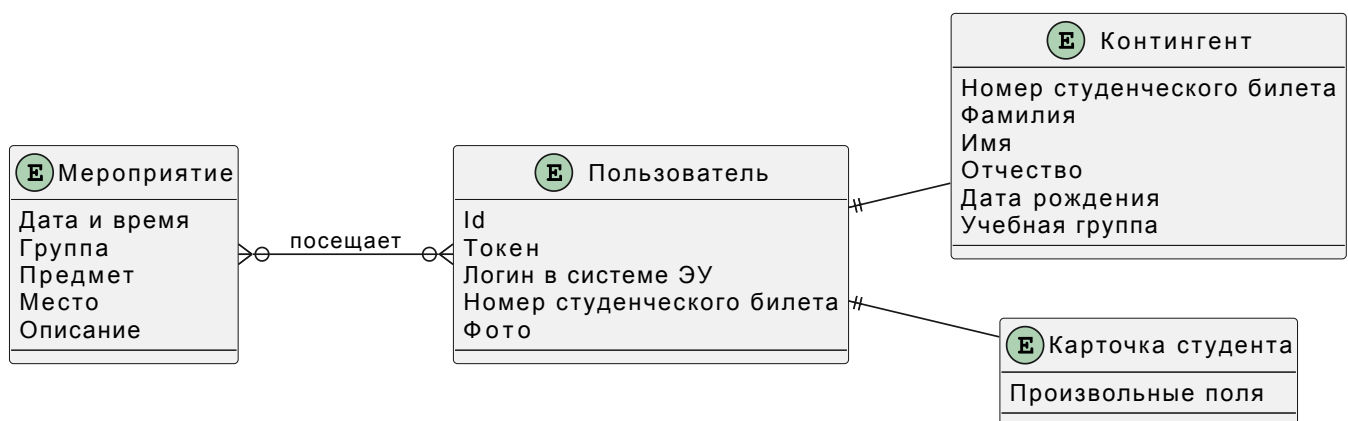 E Мероприятие
Дата и время
Группа
Предмет
Место
Описание
посещает
E Пользователь
Id
Токен
Логин в системе ЭУ
Номер студенческого билета
Фото
E Контингент
Номер студенческого билета
Фамилия
Имя
Отчество
Дата рождения
Учебная группа
E Карточка студента
Произвольные поля